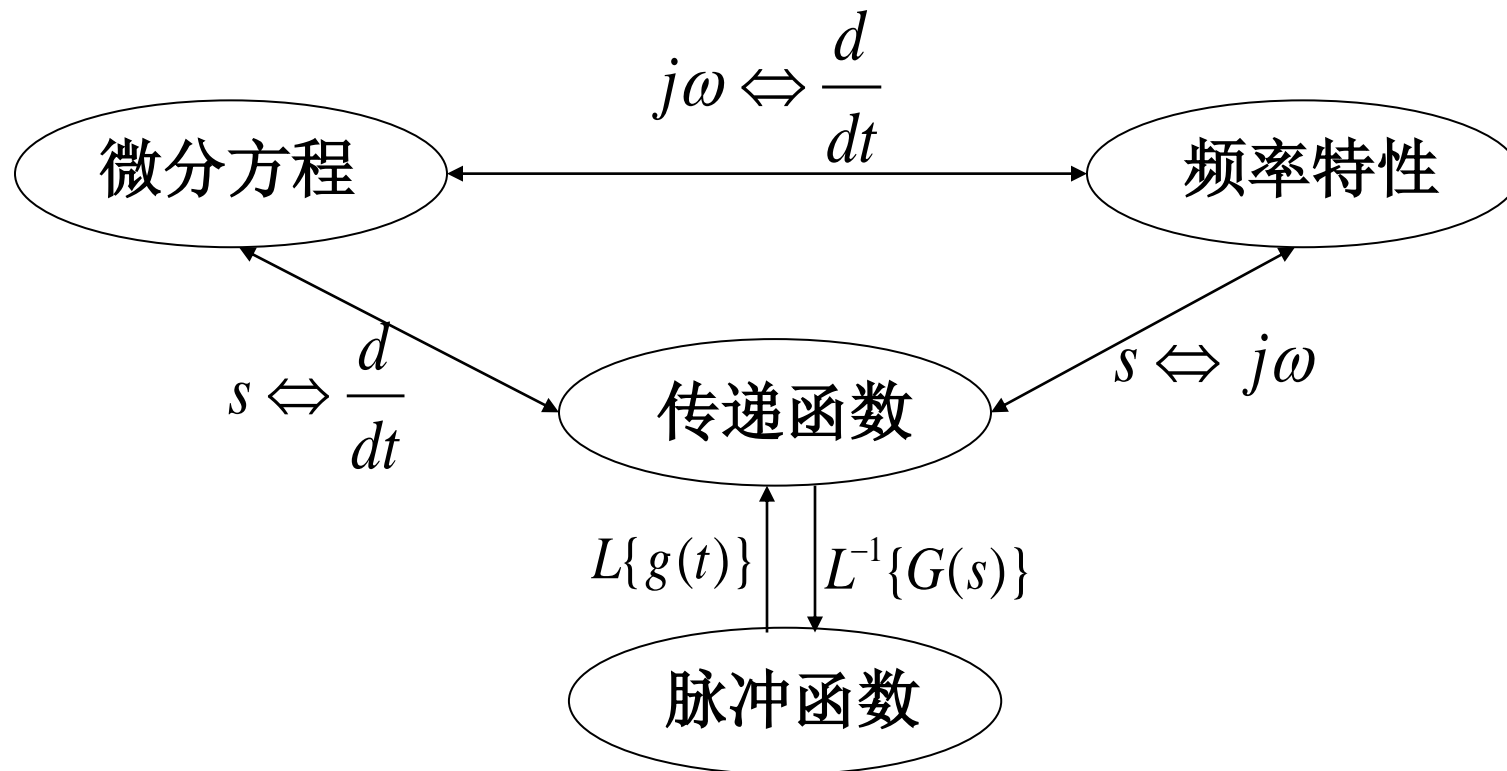 jω ⇔ d/dt
微分方程
频率特性
s ⇔ d/dt
s ⇔ jω
传递函数
L{g(t)}
L⁻¹{G(s)}
脉冲函数